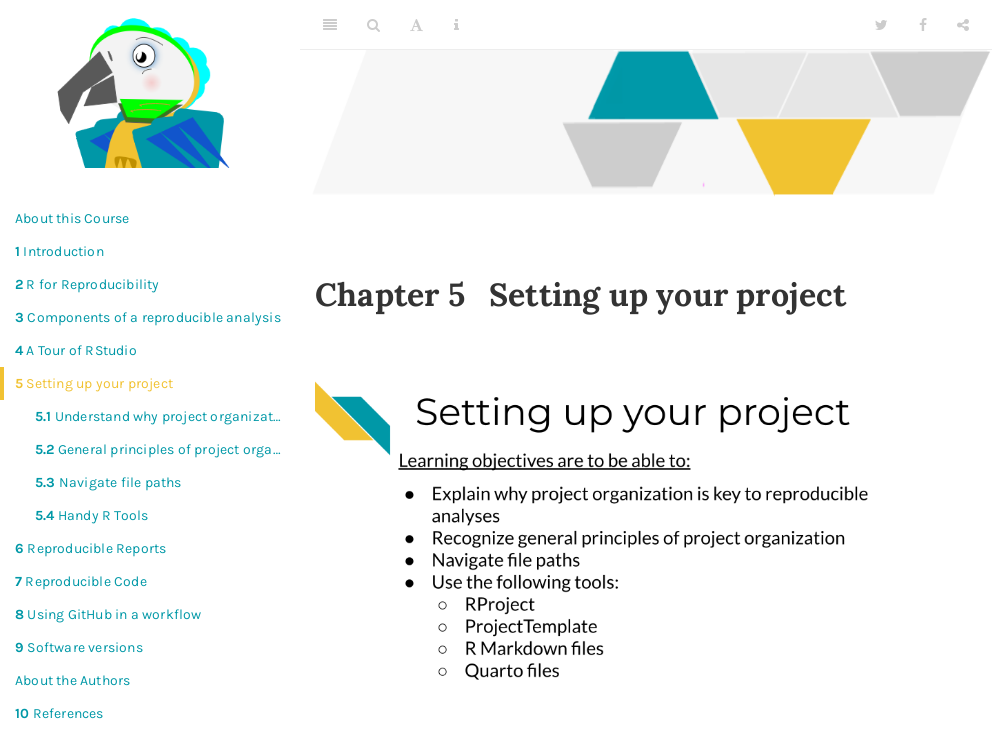 About this Course
1 Introduction
2 R for Reproducibility
3 Components of a reproducible analysis
4 A Tour of RStudio
5 Setting up your project
5.1 Understand why project organizat…
5.2 General principles of project orga…
5.3 Navigate file paths
5.4 Handy R Tools
6 Reproducible Reports
7 Reproducible Code
8 Using GitHub in a workflow
9 Software versions
About the Authors
10 References
Chapter 5 Setting up your project
Setting up your project
Learning objectives are to be able to:
● Explain why project organization is key to reproducible
analyses
● Recognize general principles of project organization
● Navigate file paths
● Use the following tools:
○ RProject
○ ProjectTemplate
○ R Markdown files
○ Quarto files